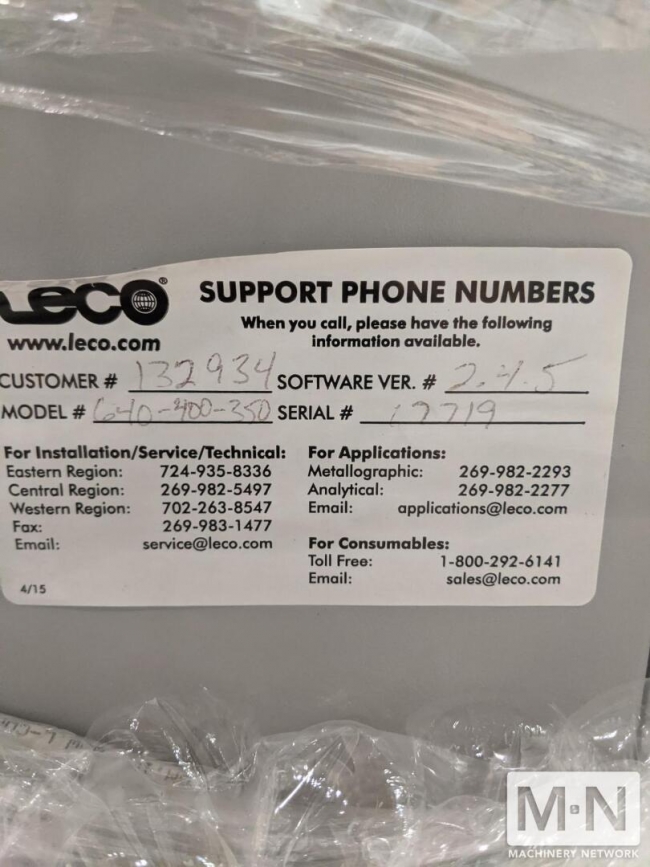 LECO® SUPPORT PHONE NUMBERS
www.leco.com
When you call, please have the following
information available.
CUSTOMER # 132934 SOFTWARE VER. # 2.4.5
MODEL # 640-400-350 SERIAL # 17719
For Installation/Service/Technical:
Eastern Region: 724-935-8336
Central Region: 269-982-5497
Western Region: 702-263-8547
Fax: 269-983-1477
Email: service@leco.com
4/15
For Applications:
Metallographic: 269-982-2293
Analytical: 269-982-2277
Email: applications@leco.com
For Consumables:
Toll Free: 1-800-292-6141
Email: sales@leco.com
M&N
MACHINERY NETWORK